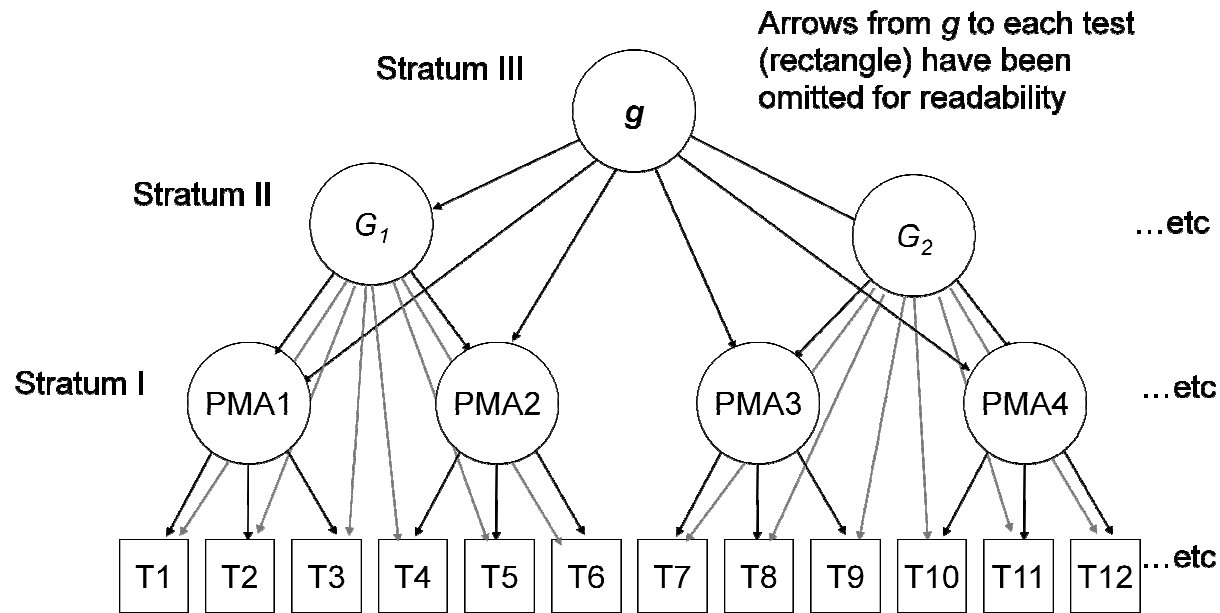 Arrows from g to each test
(rectangle) have been
omitted for readability
Stratum III
g
Stratum II
G1
G2
...etc
Stratum I
PMA1
PMA2
PMA3
PMA4
...etc
T1
T2
T3
T4
T5
T6
T7
T8
T9
T10
T11
T12
...etc